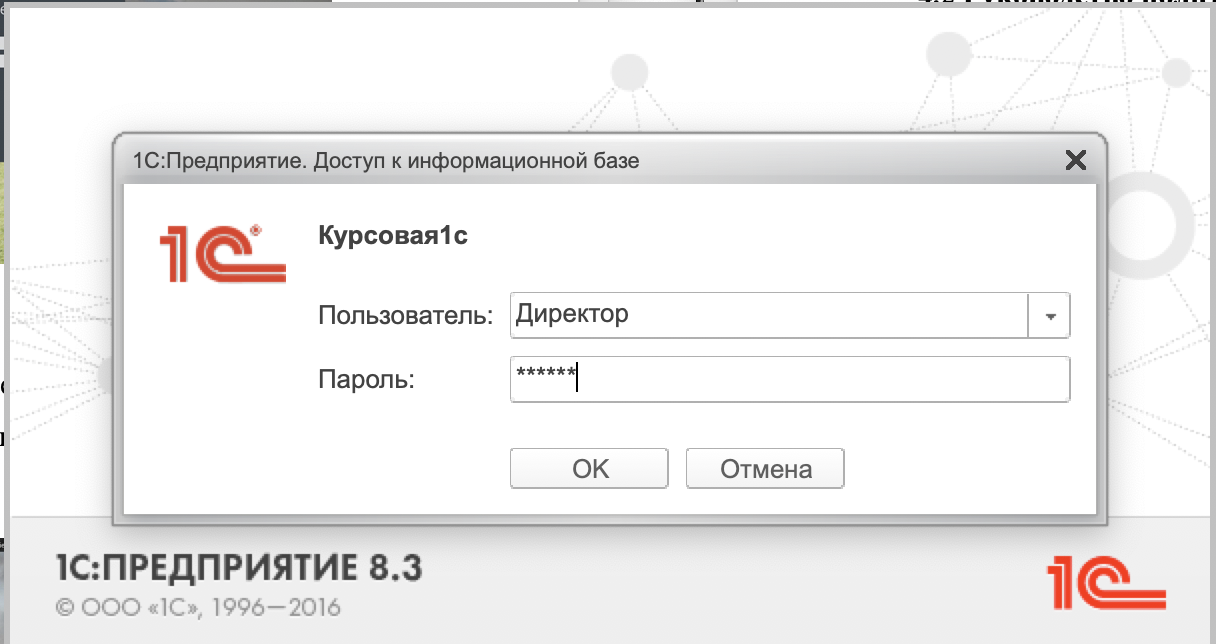 1С:Предприятие. Доступ к информационной базе
1С®
Курсовая1с
Пользователь: Директор
Пароль: ******
OK Отмена
1С:ПРЕДПРИЯТИЕ 8.3
© ООО «1С», 1996—2016
1С